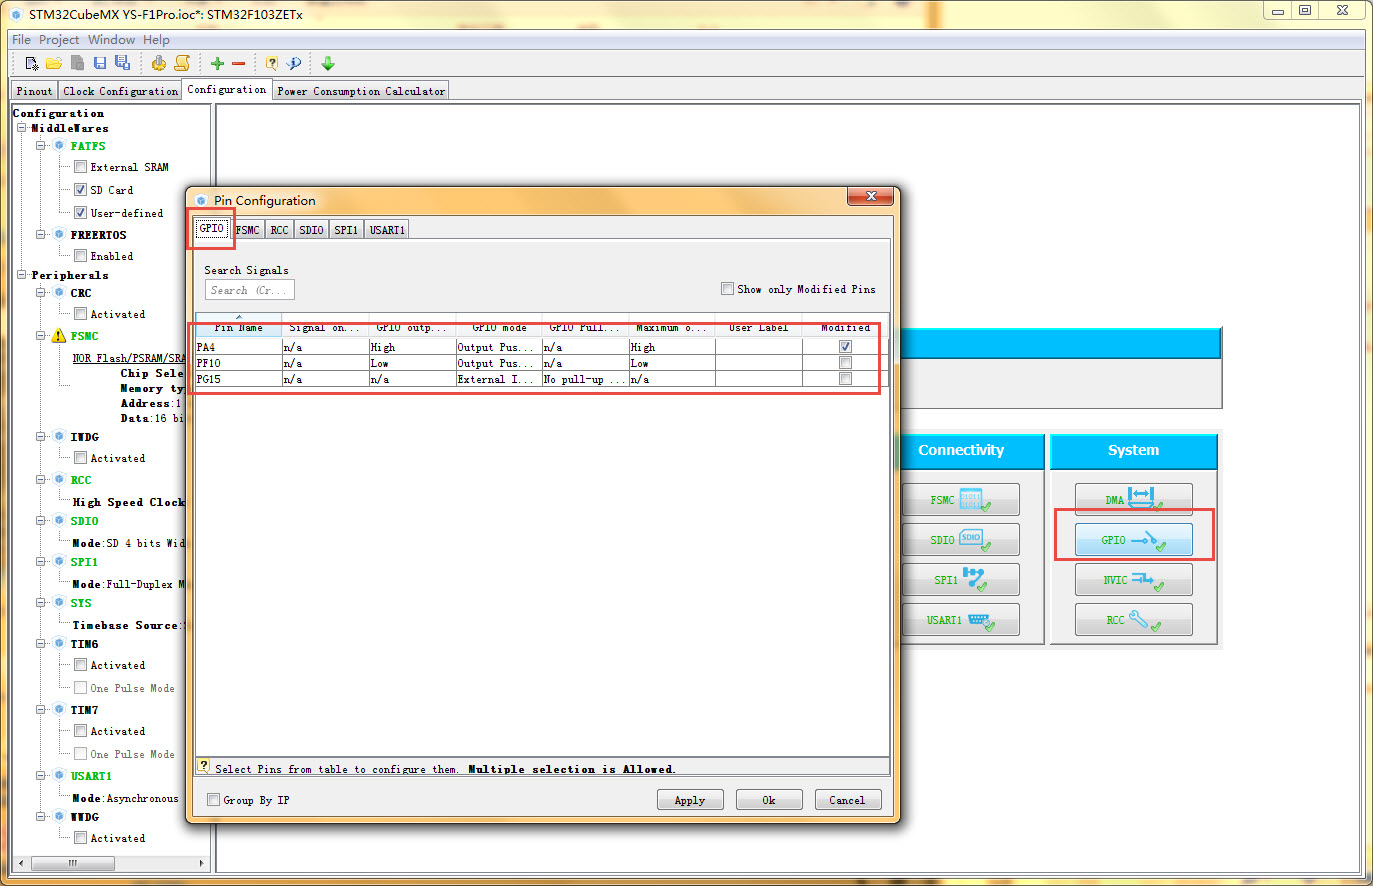 STM32CubeMX YS-F1Pro.ioc*: STM32F103ZETx
File Project Window Help
Pinout Clock Configuration Configuration Power Consumption Calculator
Configuration
MiddleWares
FATFS
External SRAM
SD Card
User-defined
FREERTOS
Enabled
Peripherals
CRC
Activated
FSMC
NOR Flash/PSRAM/SRA
Chip Sele
Memory ty
Address:1
Data:16 bi
IWDG
Activated
RCC
High Speed Clock
SDIO
Mode:SD 4 bits Wid
SPI1
Mode:Full-Duplex M
SYS
Timebase Source:
TIM6
Activated
One Pulse Mode
TIM7
Activated
One Pulse Mode
USART1
Mode:Asynchronous
WWDG
Activated
Pin Configuration
GPIO FSMC RCC SDIO SPI1 USART1
Search Signals
Search (Cr...
Show only Modified Pins
Pin Name Signal on... GPIO outp... GPIO mode GPIO Pull... Maximum o... User Label Modified
PA4 n/a High Output Pus... n/a High
PF10 n/a Low Output Pus... n/a Low
PG15 n/a n/a External I... No pull-up ... n/a
Select Pins from table to configure them. Multiple selection is Allowed.
Group By IP
Apply Ok Cancel
Connectivity
FSMC
SDIO SDIO
SPI1
USART1
System
DMA
GPIO
NVIC
RCC